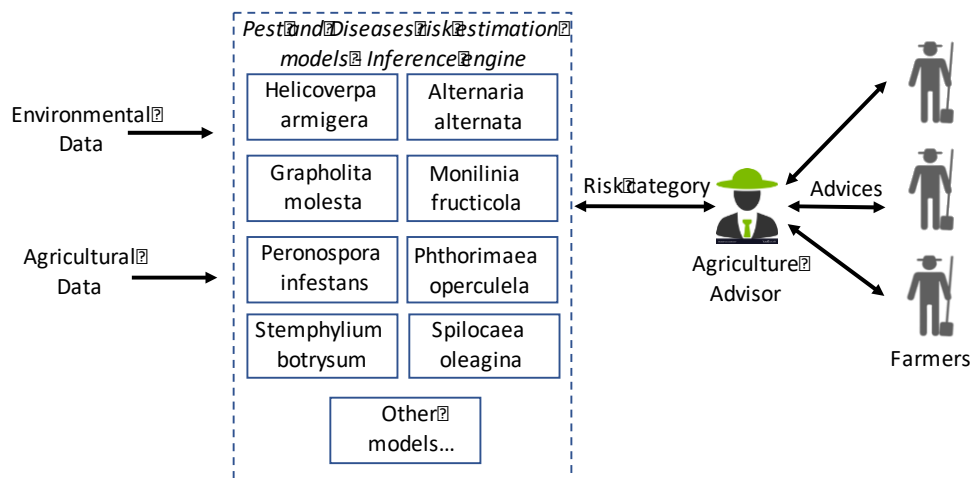 Pest and Diseases risk estimation
models - Inference engine
Helicoverpa
armigera
Alternaria
alternata
Environmental
Data
Grapholita
molesta
Monilinia
fructicola
Risk category
Advices
Peronospora
infestans
Phthorimaea
operculela
Agricultural
Data
Agriculture
Advisor
Stemphylium
botrysum
Spilocaea
oleagina
Farmers
Other
models...